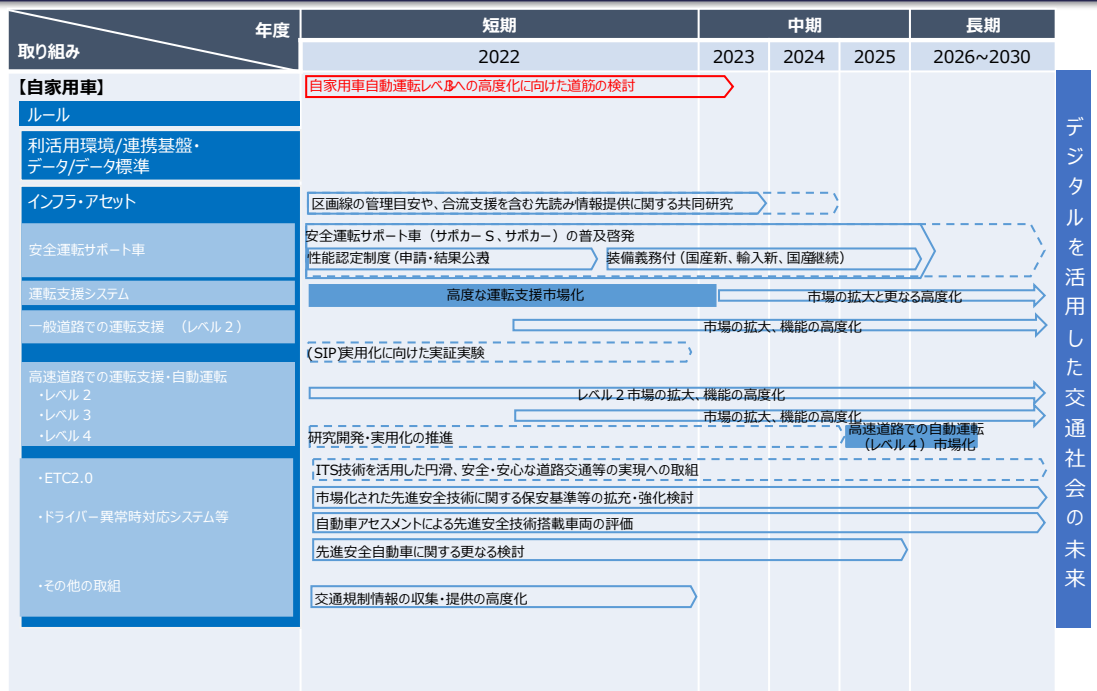 年度
短期
中期
長期
取り組み
2022
2023
2024
2025
2026~2030
【自家用車】
自家用車自動運転レベルへの高度化に向けた道筋の検討
ルール
利活用環境/連携基盤・
データ/データ標準
インフラ・アセット
区画線の管理目安や、合流支援を含む先読み情報提供に関する共同研究
安全運転サポート車
安全運転サポート車（サポカーS、サポカー）の普及啓発
性能認定制度（申請・結果公表）
装備義務付（国産新、輸入新、国産継続）
運転支援システム
高度な運転支援市場化
市場の拡大と更なる高度化
一般道路での運転支援　（レベル２）
市場の拡大、機能の高度化
(SIP)実用化に向けた実証実験
高速道路での運転支援・自動運転
・レベル２
レベル２市場の拡大、機能の高度化
・レベル３
市場の拡大、機能の高度化
・レベル４
研究開発・実用化の推進
高速道路での自動運転
（レベル４）市場化
・ETC2.0
ITS技術を活用した円滑、安全・安心な道路交通等の実現への取組
市場化された先進安全技術に関する保安基準等の拡充・強化検討
・ドライバー異常時対応システム等
自動車アセスメントによる先進安全技術搭載車両の評価
先進安全自動車に関する更なる検討
・その他の取組
交通規制情報の収集・提供の高度化
デジタルを活用した交通社会の未来